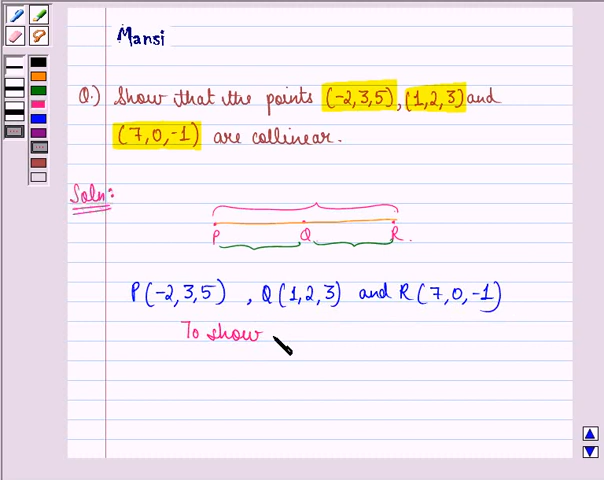 Mansi
Q.) Show that the points (-2,3,5), (1,2,3) and
(7,0,-1) are collinear.
Soln:
P Q R.
P(-2,3,5) , Q(1,2,3) and R(7,0,-1)
To show